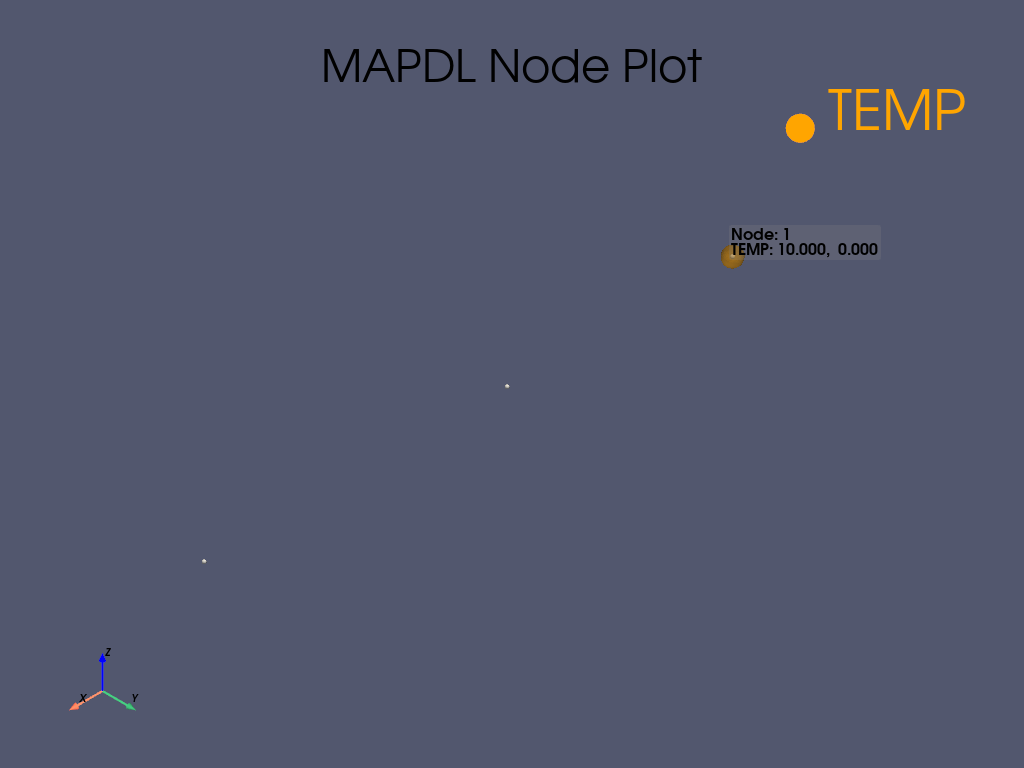 MAPDL Node Plot
TEMP
Node: 1
TEMP: 10.000, 0.000
Z
X
Y